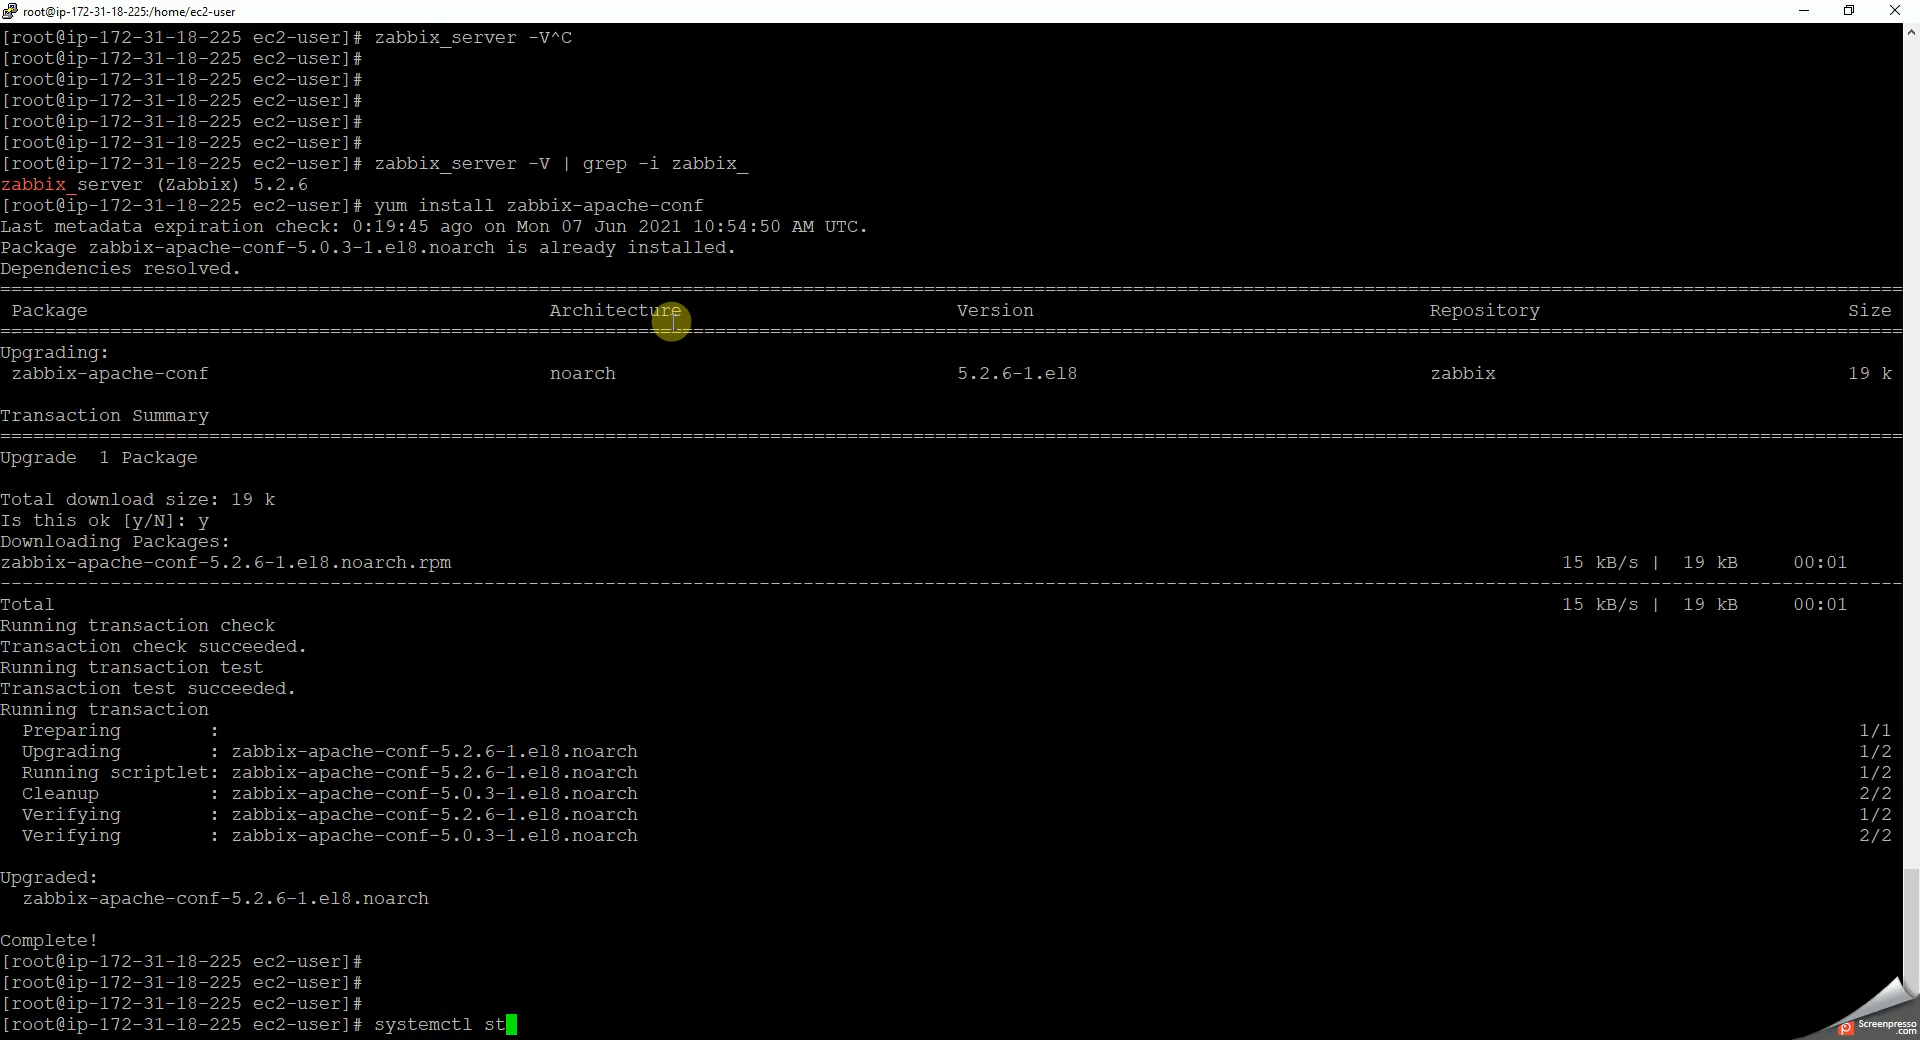 root@ip-172-31-18-225:/home/ec2-user
[root@ip-172-31-18-225 ec2-user]# zabbix_server -V^C
[root@ip-172-31-18-225 ec2-user]#
[root@ip-172-31-18-225 ec2-user]#
[root@ip-172-31-18-225 ec2-user]#
[root@ip-172-31-18-225 ec2-user]#
[root@ip-172-31-18-225 ec2-user]#
[root@ip-172-31-18-225 ec2-user]# zabbix_server -V | grep -i zabbix_
zabbix_server (Zabbix) 5.2.6
[root@ip-172-31-18-225 ec2-user]# yum install zabbix-apache-conf
Last metadata expiration check: 0:19:45 ago on Mon 07 Jun 2021 10:54:50 AM UTC.
Package zabbix-apache-conf-5.0.3-1.el8.noarch is already installed.
Dependencies resolved.
Package Architecture Version Repository Size
Upgrading:
zabbix-apache-conf noarch 5.2.6-1.el8 zabbix 19 k
Transaction Summary
Upgrade 1 Package
Total download size: 19 k
Is this ok [y/N]: y
Downloading Packages:
zabbix-apache-conf-5.2.6-1.el8.noarch.rpm 15 kB/s | 19 kB 00:01
Total 15 kB/s | 19 kB 00:01
Running transaction check
Transaction check succeeded.
Running transaction test
Transaction test succeeded.
Running transaction
Preparing : 1/1
Upgrading : zabbix-apache-conf-5.2.6-1.el8.noarch 1/2
Running scriptlet: zabbix-apache-conf-5.2.6-1.el8.noarch 1/2
Cleanup : zabbix-apache-conf-5.0.3-1.el8.noarch 2/2
Verifying : zabbix-apache-conf-5.2.6-1.el8.noarch 1/2
Verifying : zabbix-apache-conf-5.0.3-1.el8.noarch 2/2
Upgraded:
zabbix-apache-conf-5.2.6-1.el8.noarch
Complete!
[root@ip-172-31-18-225 ec2-user]#
[root@ip-172-31-18-225 ec2-user]#
[root@ip-172-31-18-225 ec2-user]#
[root@ip-172-31-18-225 ec2-user]# systemctl st
Screenpresso
.com